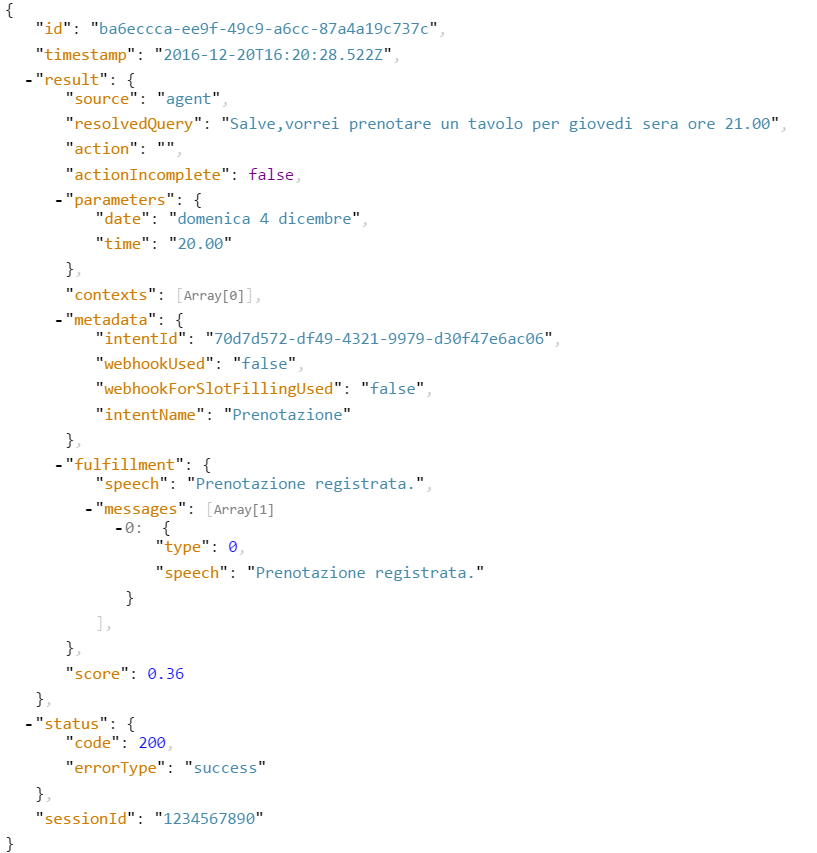 {
"id": "ba6eccca-ee9f-49c9-a6cc-87a4a19c737c",
"timestamp": "2016-12-20T16:20:28.522Z",
-"result": {
"source": "agent",
"resolvedQuery": "Salve,vorrei prenotare un tavolo per giovedi sera ore 21.00",
"action": "",
"actionIncomplete": false,
-"parameters": {
"date": "domenica 4 dicembre",
"time": "20.00"
},
"contexts": [Array[0]],
-"metadata": {
"intentId": "70d7d572-df49-4321-9979-d30f47e6ac06",
"webhookUsed": "false",
"webhookForSlotFillingUsed": "false",
"intentName": "Prenotazione"
},
-"fulfillment": {
"speech": "Prenotazione registrata.",
-"messages": [Array[1]
-0: {
"type": 0,
"speech": "Prenotazione registrata."
}
],
},
"score": 0.36
},
-"status": {
"code": 200,
"errorType": "success"
},
"sessionId": "1234567890"
}